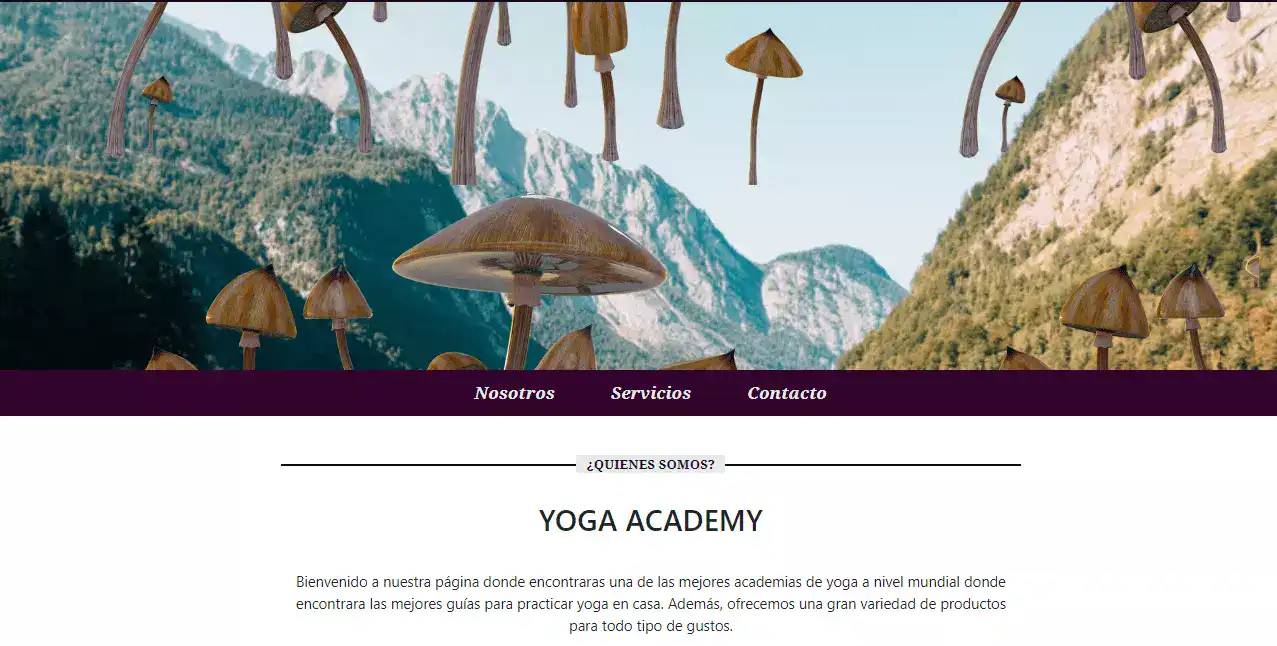 Nosotros Servicios Contacto
¿QUIENES SOMOS?
YOGA ACADEMY
Bienvenido a nuestra página donde encontraras una de las mejores academias de yoga a nivel mundial donde
encontrara las mejores guías para practicar yoga en casa. Además, ofrecemos una gran variedad de productos
para todo tipo de gustos.